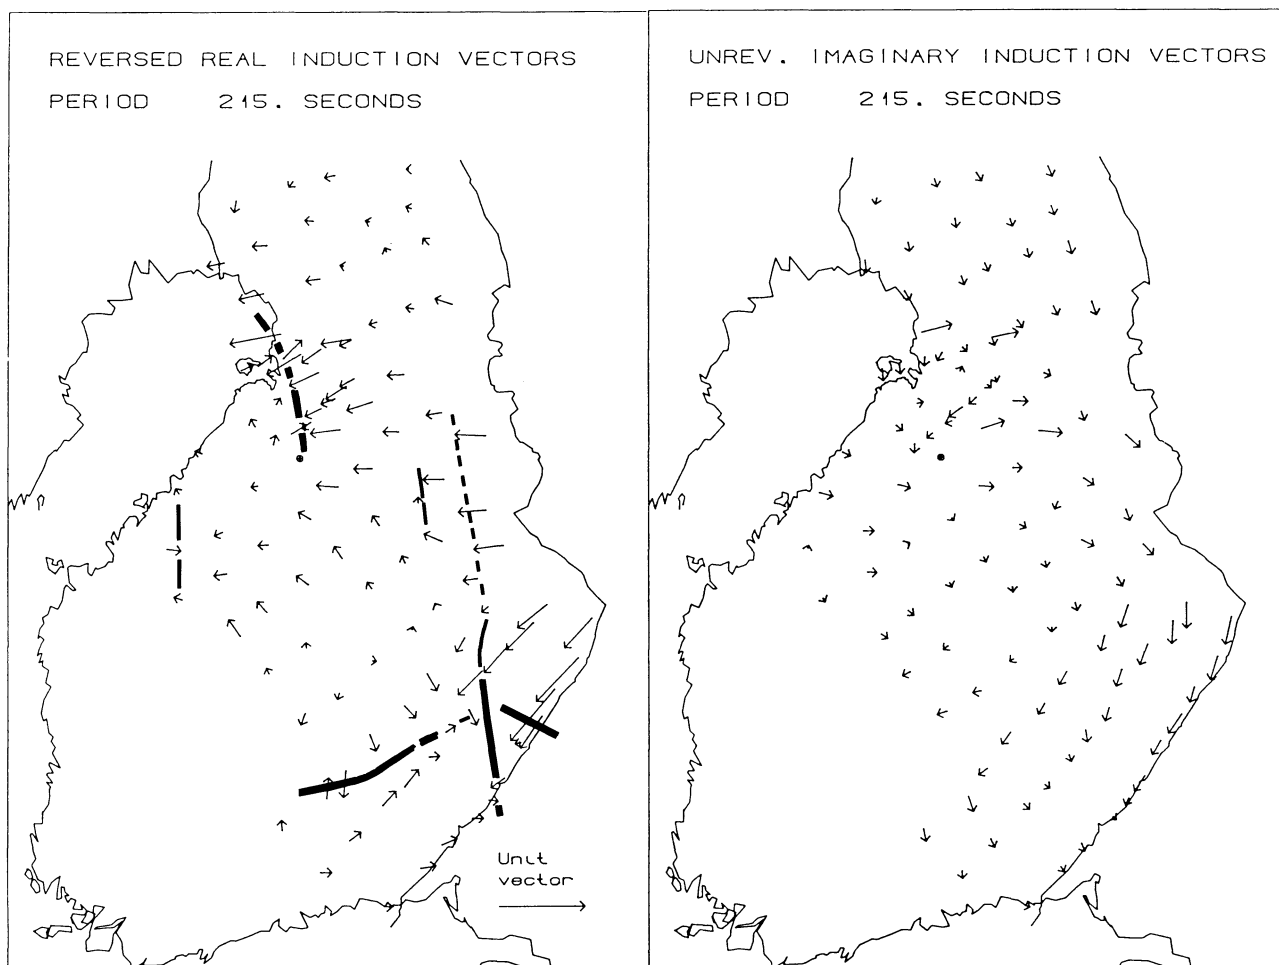 REVERSED REAL INDUCTION VECTORS
PERIOD 215. SECONDS
UNREV. IMAGINARY INDUCTION VECTORS
PERIOD 215. SECONDS
Unit
vector